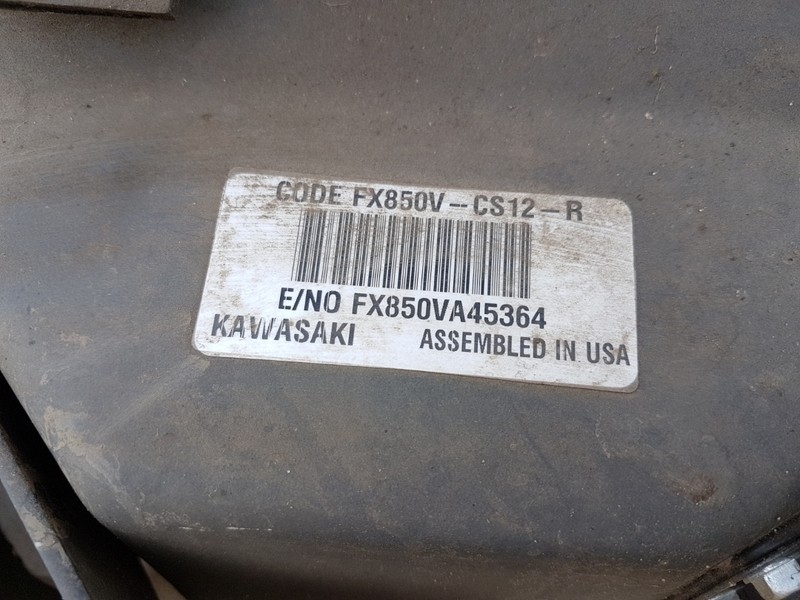 CODE FX850V-CS12-R
E/NO FX850VA45364
KAWASAKI ASSEMBLED IN USA